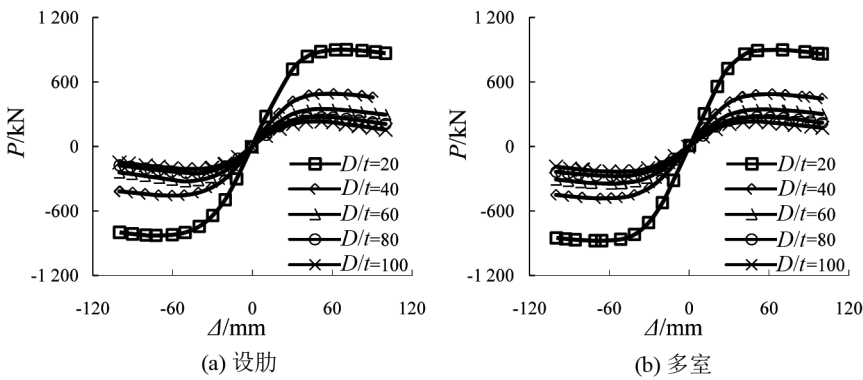 1 200
600
0
-600
-1 200
P/kN
-120
-60
0
60
120
Δ/mm
D/t=20
D/t=40
D/t=60
D/t=80
D/t=100
(a) 设肋
1 200
600
0
-600
-1 200
P/kN
-120
-60
0
60
120
Δ/mm
D/t=20
D/t=40
D/t=60
D/t=80
D/t=100
(b) 多室